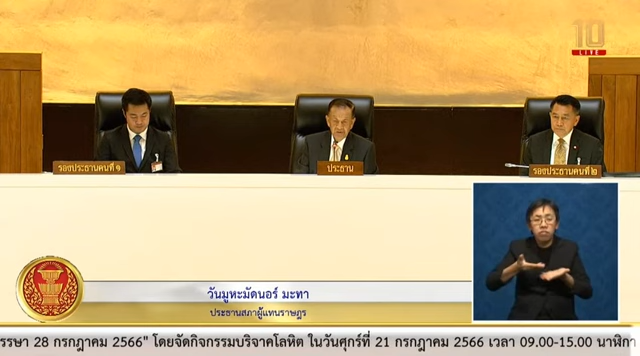 10
LIVE
รองประธานคนที่ ๑
ประธาน
รองประธานคนที่ ๒
วันมูหะมัดนอร์ มะทา
ประธานสภาผู้แทนราษฎร
รรษา 28 กรกฎาคม 2566" โดยจัดกิจกรรมบริจาคโลหิต ในวันศุกร์ที่ 21 กรกฎาคม 2566 เวลา 09.00-15.00 นาฬิกา